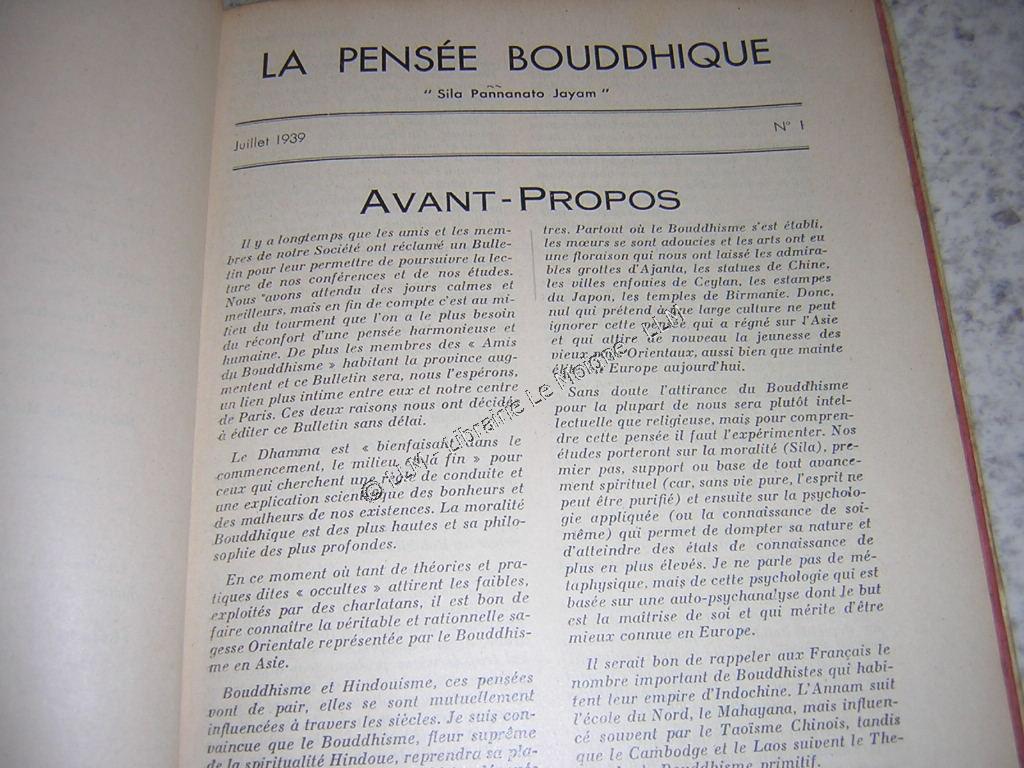 LA PENSÉE BOUDDHIQUE
" Sila Paññanato Jayam "
Juillet 1939
N° 1
AVANT-PROPOS
Il y a longtemps que les amis et les mem-
bres de notre Société ont réclamé un Bulle-
tin pour leur permettre de poursuivre la lec-
ture de nos conférences et de nos études.
Nous avons attendu des jours calmes et
meilleurs, mais en fin de compte c'est au mi-
lieu du tourment que l'on a le plus besoin
du réconfort d'une pensée harmonieuse et
humaine. De plus les membres des « Amis
du Bouddhisme » habitant la province aug-
mentent et ce Bulletin sera, nous l'espérons,
un lien plus intime entre eux et notre centre
de Paris. Ces deux raisons nous ont décidé
à éditer ce Bulletin sans délai.
Le Dhamma est « bienfaisant dans le
commencement, le milieu, la fin » pour
ceux qui cherchent une de conduite et
une explication scientifique des bonheurs et
des malheurs de nos existences. La moralité
Bouddhique est des plus hautes et sa philo-
sophie des plus profondes.
En ce moment où tant de théories et pra-
tiques dites « occultes » attirent les faibles,
exploités par des charlatans, il est bon de
faire connaître la véritable et rationnelle sa-
gesse Orientale représentée par le Bouddhis-
me en Asie.
Bouddhisme et Hindouisme, ces pensées
vont de pair, elles se sont mutuellement
influencées à travers les siècles. Je suis con-
vaincue que le Bouddhisme, fleur suprême
de la spiritualité Hindoue, reprendra sa pla-
tres. Partout où le Bouddhisme s'est établi,
les mœurs se sont adoucies et les arts ont eu
une floraison qui nous ont laissé les admira-
bles grottes d'Ajanta, les statues de Chine,
les villes enfouies de Ceylan, les estampes
du Japon, les temples de Birmanie. Donc,
nul qui prétend à une large culture ne peut
ignorer cette pensée qui a régné sur l'Asie
et qui attire de nouveau la jeunesse des
vieux Orientaux, aussi bien que mainte
Europe aujourd'hui.
Sans doute l'attirance du Bouddhisme
pour la plupart de nous sera plutôt intel-
lectuelle que religieuse, mais pour compren-
dre cette pensée il faut l'expérimenter. Nos
études porteront sur la moralité (Sila), pre-
mier pas, support ou base de tout avance-
ment spirituel (car, sans vie pure, l'esprit ne
peut être purifié) et ensuite sur la psycholo-
gie appliquée (ou la connaissance de soi-
même) qui permet de dompter sa nature et
d'atteindre des états de connaissance de
plus en plus élevés. Je ne parle pas de mé-
taphysique, mais de cette psychologie qui est
basée sur une auto-psychanalyse dont le but
est la maîtrise de soi et qui mérite d'être
mieux connue en Europe.
Il serait bon de rappeler aux Français le
nombre important de Bouddhistes qui habi-
tent leur empire d'Indochine. L'Annam suit
l'école du Nord, le Mahayana, mais influen-
cé souvent par le Taoïsme Chinois, tandis
que le Cambodge et le Laos suivent le The-
Bouddhisme primitif.
© LLM - Librairie Le Moigne - LLM